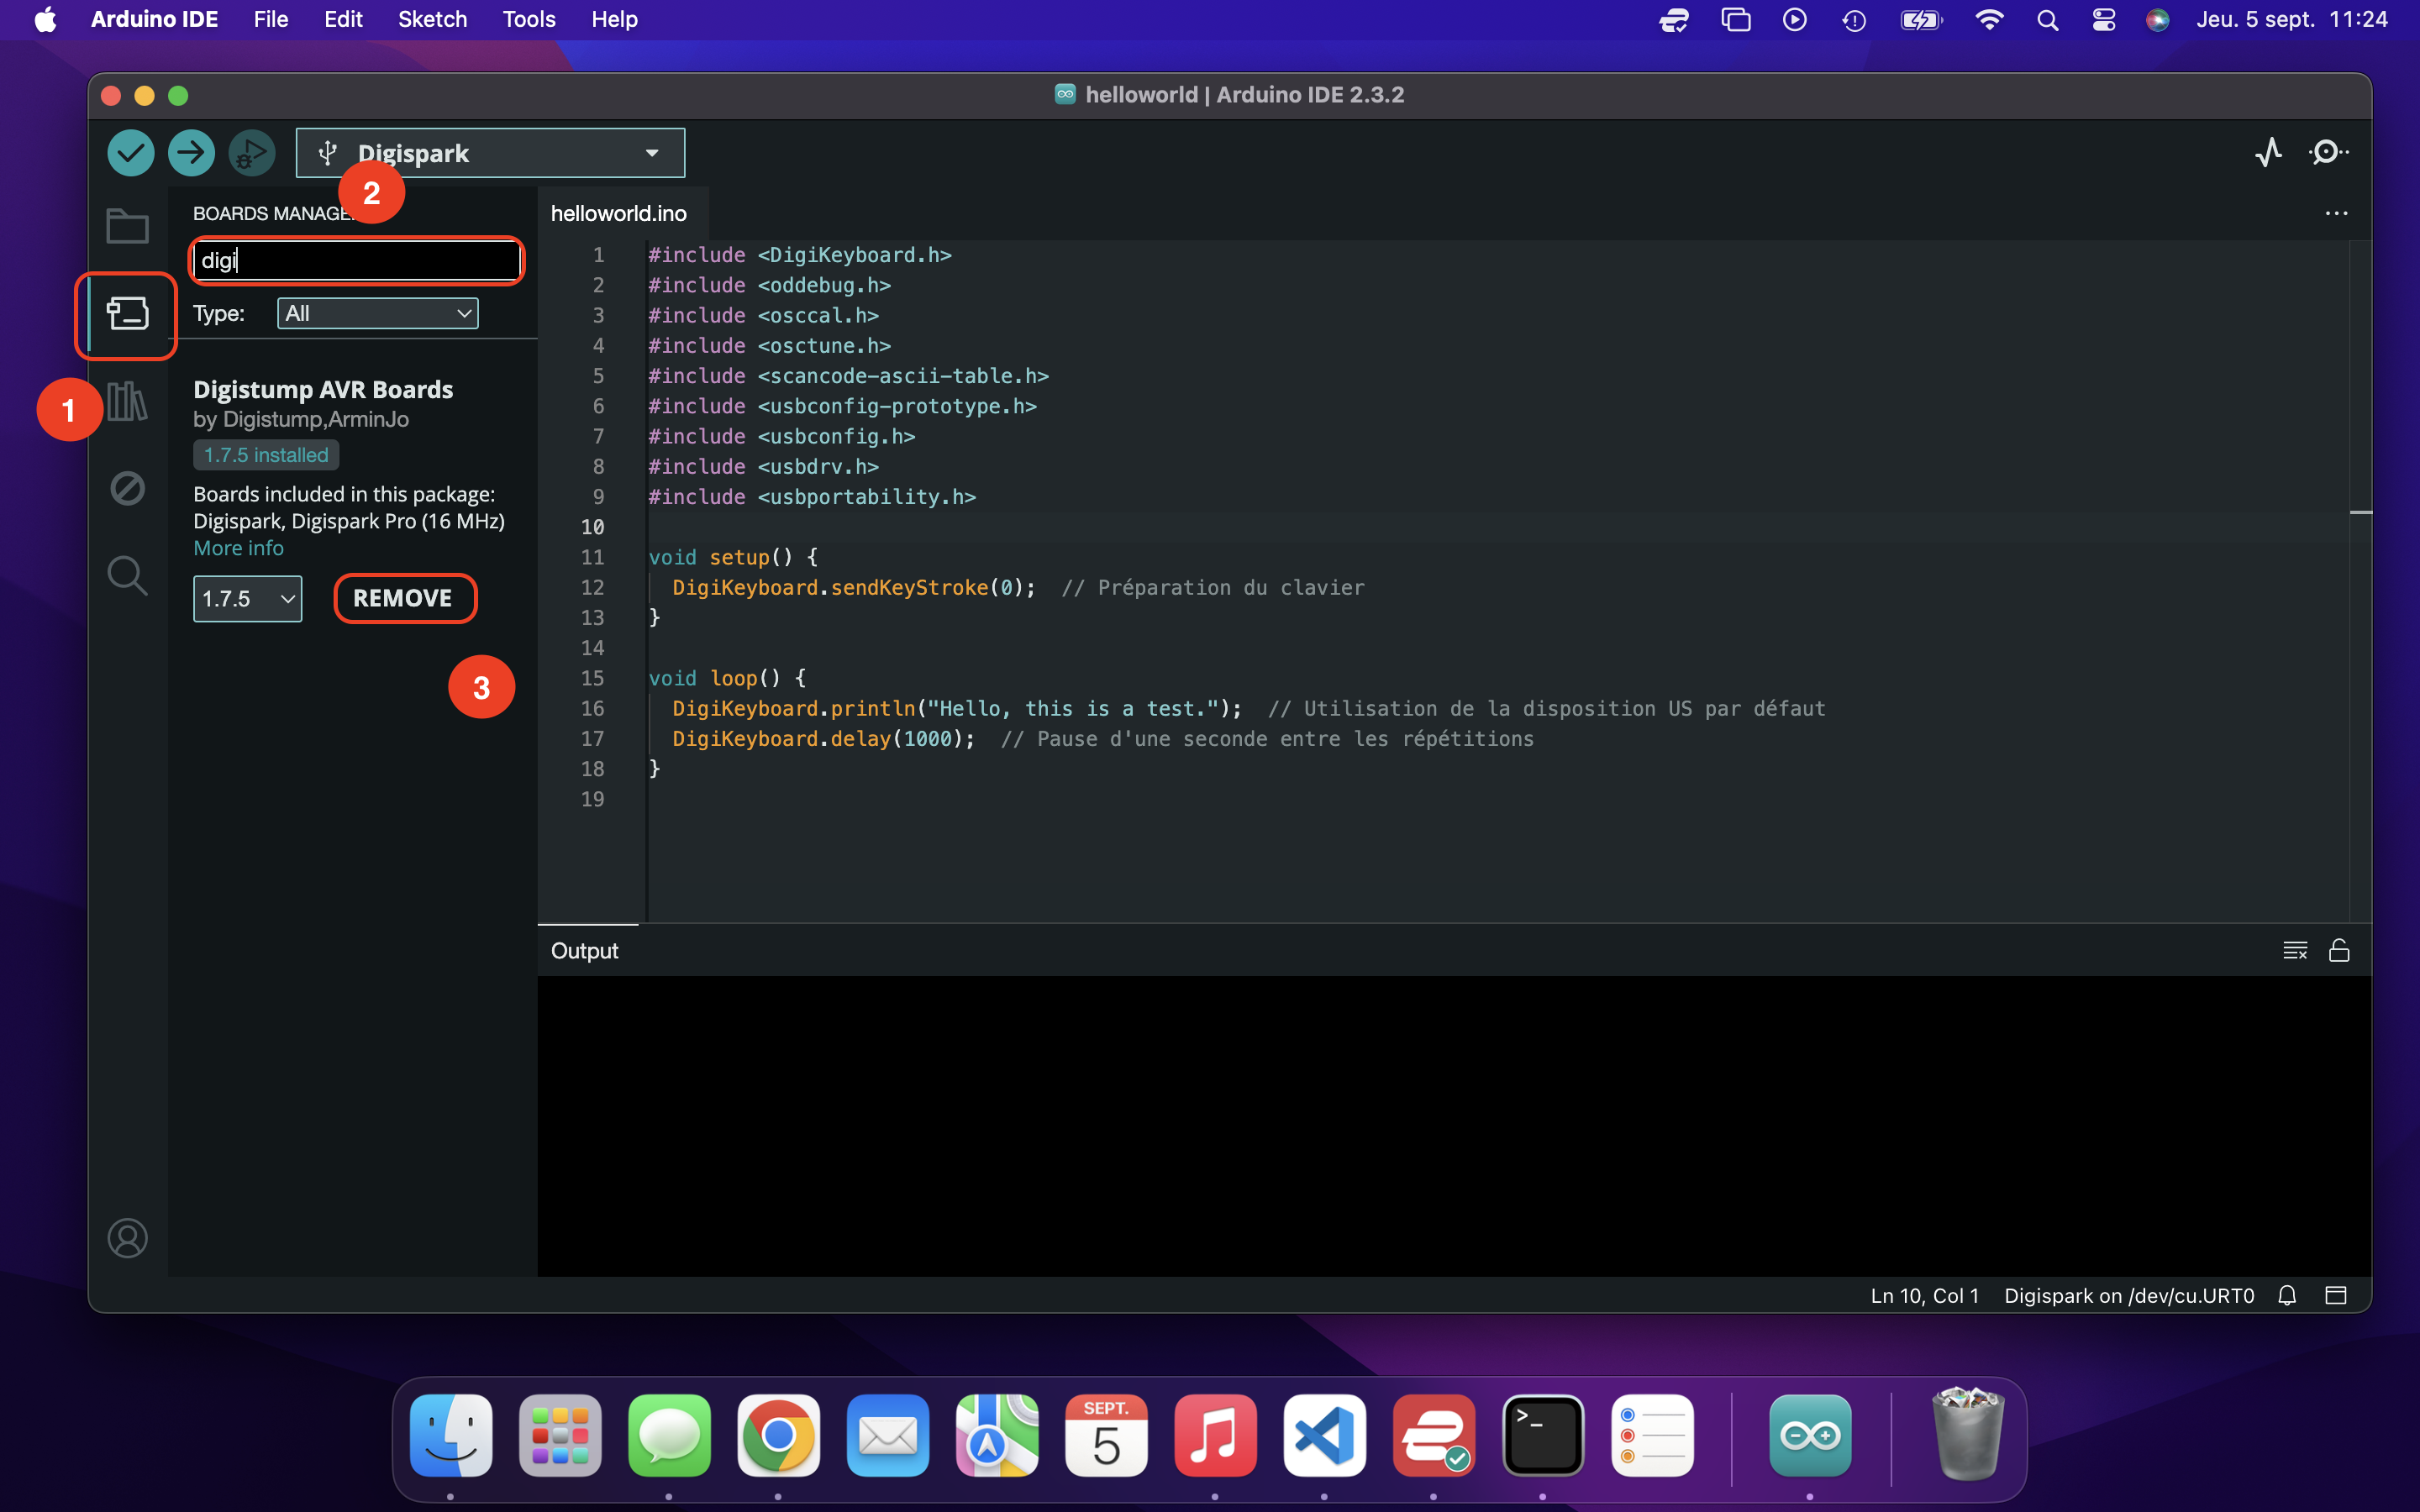 Arduino IDE File Edit Sketch Tools Help Jeu. 5 sept. 11:24
helloworld | Arduino IDE 2.3.2
Digispark
2
BOARDS MANAGE
helloworld.ino
digi
Type: All
1
Digistump AVR Boards
by Digistump,ArminJo
1.7.5 installed
Boards included in this package:
Digispark, Digispark Pro (16 MHz)
More info
1.7.5 REMOVE
3
1 #include <DigiKeyboard.h>
2 #include <oddebug.h>
3 #include <osccal.h>
4 #include <osctune.h>
5 #include <scancode-ascii-table.h>
6 #include <usbconfig-prototype.h>
7 #include <usbconfig.h>
8 #include <usbdrv.h>
9 #include <usbportability.h>
10
11 void setup() {
12 DigiKeyboard.sendKeyStroke(0); // Préparation du clavier
13 }
14
15 void loop() {
16 DigiKeyboard.println("Hello, this is a test."); // Utilisation de la disposition US par défaut
17 DigiKeyboard.delay(1000); // Pause d'une seconde entre les répétitions
18 }
19
Output
Ln 10, Col 1 Digispark on /dev/cu.URT0
SEPT.
5